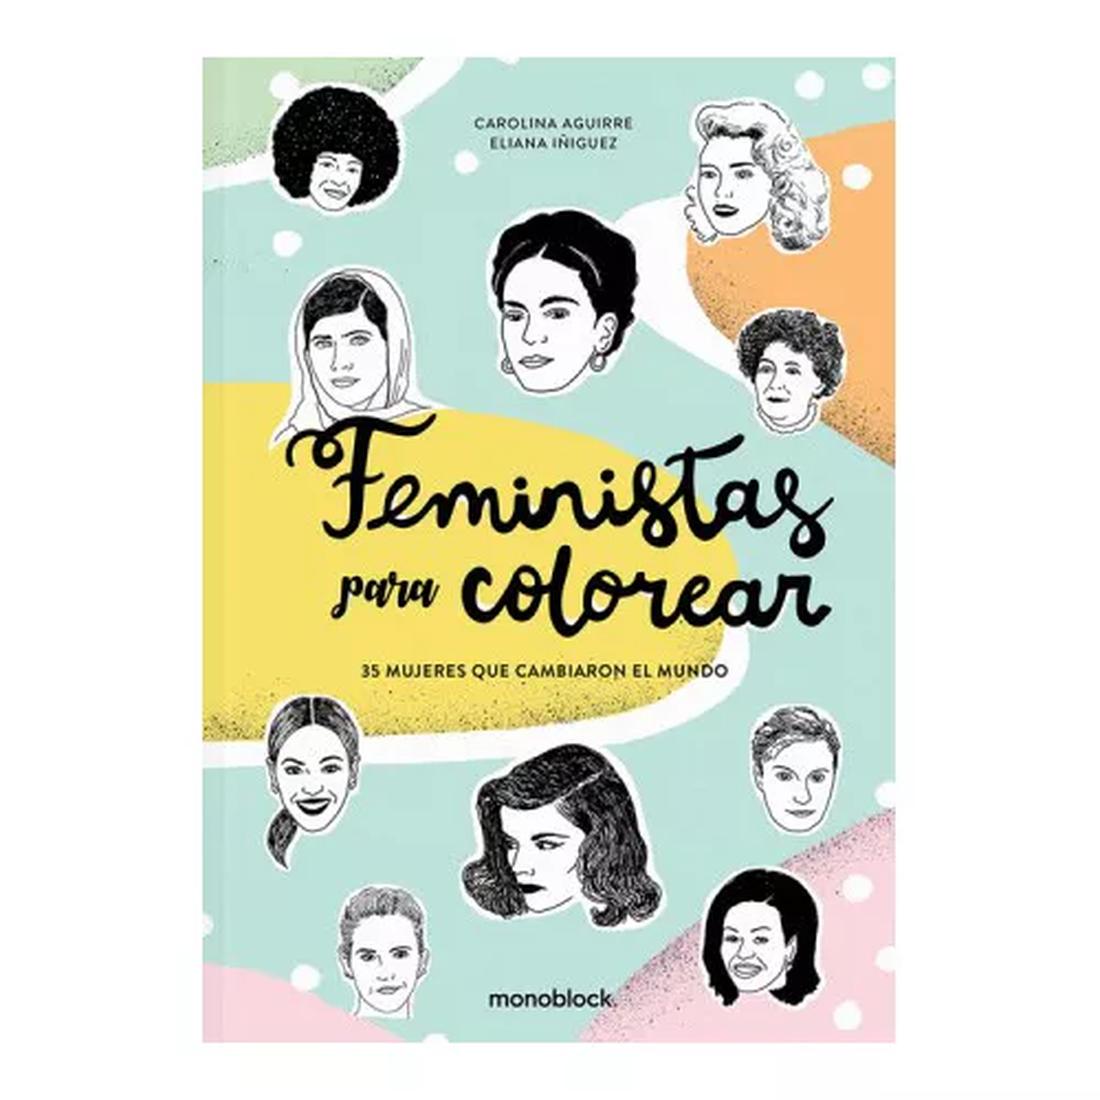 CAROLINA AGUIRRE
ELIANA IÑIGUEZ
Feministas
para colorear
35 MUJERES QUE CAMBIARON EL MUNDO
monoblock.